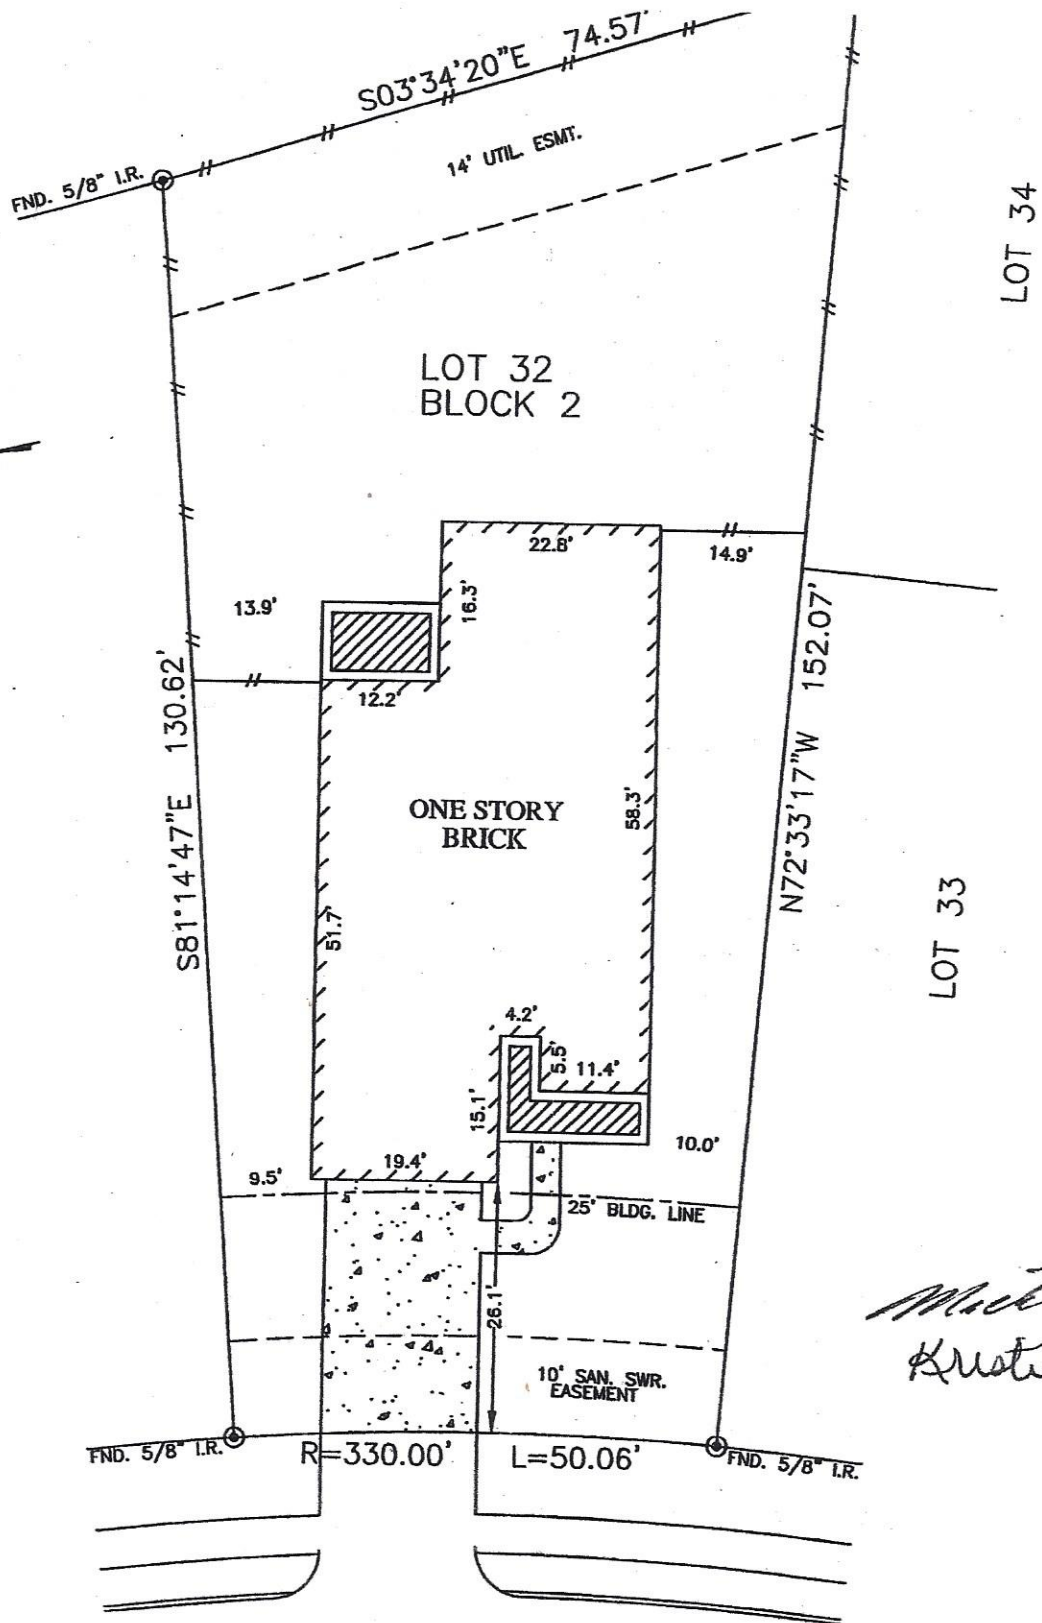 S03°34'20"E 74.57'
14' UTIL. ESMT.
FND. 5/8" I.R.
LOT 34
LOT 32
BLOCK 2
22.8'
14.9'
13.9'
16.3'
12.2'
S81°14'47"E 130.62'
N72°33'17"W 152.07'
ONE STORY
BRICK
58.3'
51.7'
LOT 33
4.2'
5.5'
11.4'
15.1'
10.0'
19.4'
9.5'
25' BLDG. LINE
26.1'
10' SAN. SWR.
EASEMENT
FND. 5/8" I.R.
R=330.00' L=50.06'
FND. 5/8" I.R.